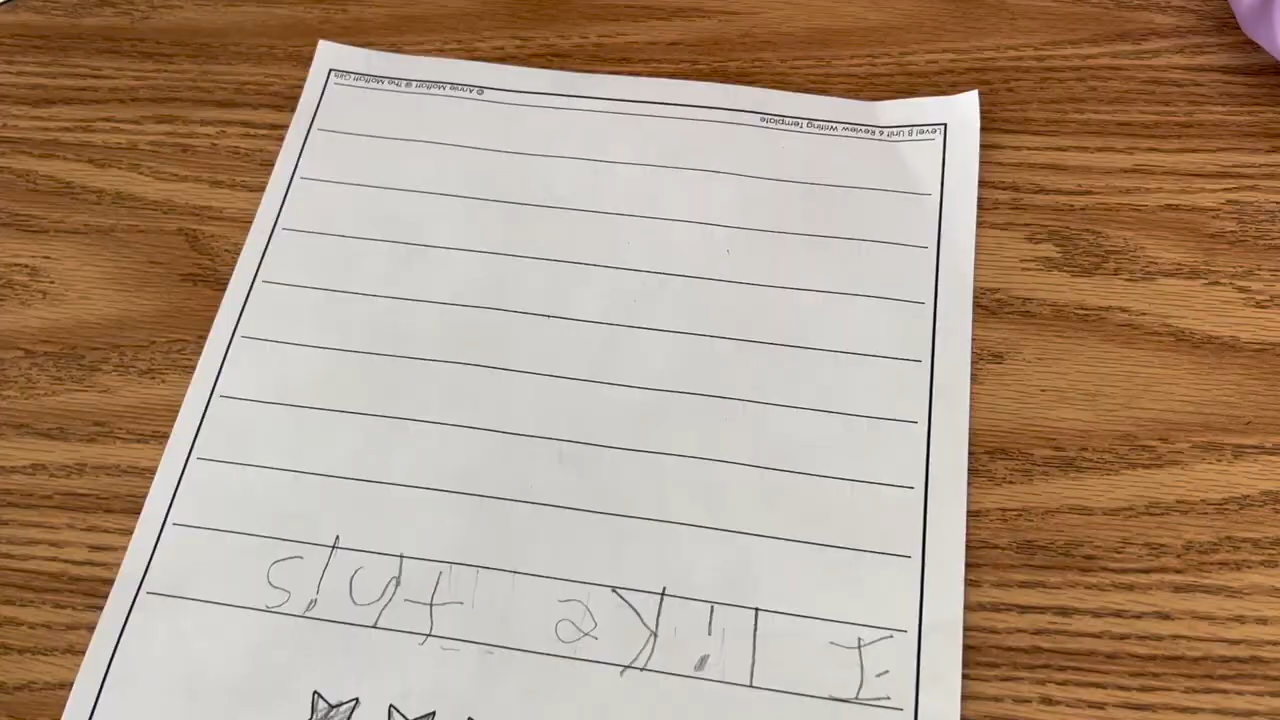 I like this
Level B Unit 6 Review Writing Template
© Annie Moffatt @ The Moffatt Girls